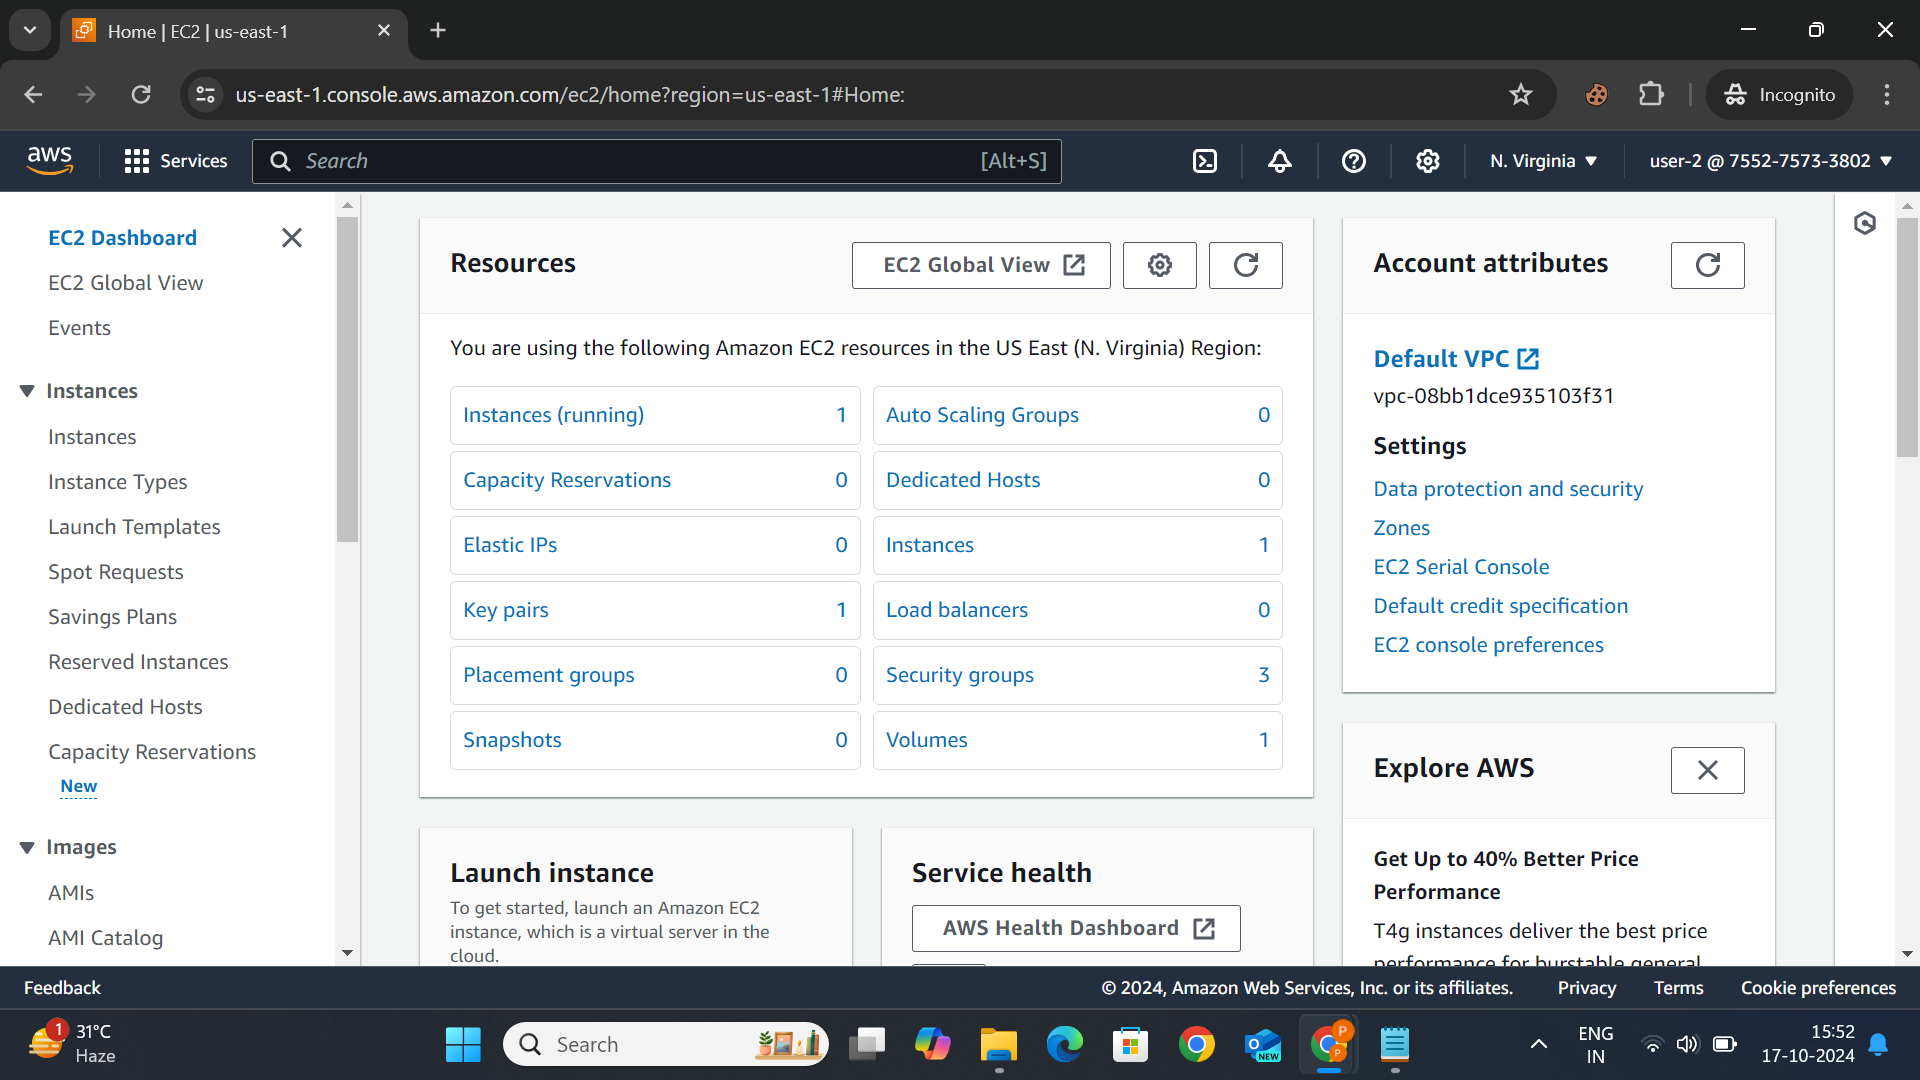 Home | EC2 | us-east-1
us-east-1.console.aws.amazon.com/ec2/home?region=us-east-1#Home:
Incognito
aws
Services
Search
[Alt+S]
N. Virginia
user-2 @ 7552-7573-3802
EC2 Dashboard
EC2 Global View
Events
Instances
Instances
Instance Types
Launch Templates
Spot Requests
Savings Plans
Reserved Instances
Dedicated Hosts
Capacity Reservations
New
Images
AMIs
AMI Catalog
Resources
EC2 Global View
You are using the following Amazon EC2 resources in the US East (N. Virginia) Region:
Instances (running) 1
Auto Scaling Groups 0
Capacity Reservations 0
Dedicated Hosts 0
Elastic IPs 0
Instances 1
Key pairs 1
Load balancers 0
Placement groups 0
Security groups 3
Snapshots 0
Volumes 1
Launch instance
To get started, launch an Amazon EC2
instance, which is a virtual server in the
cloud.
Service health
AWS Health Dashboard
Account attributes
Default VPC
vpc-08bb1dce935103f31
Settings
Data protection and security
Zones
EC2 Serial Console
Default credit specification
EC2 console preferences
Explore AWS
Get Up to 40% Better Price
Performance
T4g instances deliver the best price
performance for burstable general
Feedback
© 2024, Amazon Web Services, Inc. or its affiliates.
Privacy
Terms
Cookie preferences
1
31°C
Haze
Search
NEW
P
P
ENG
IN
15:52
17-10-2024